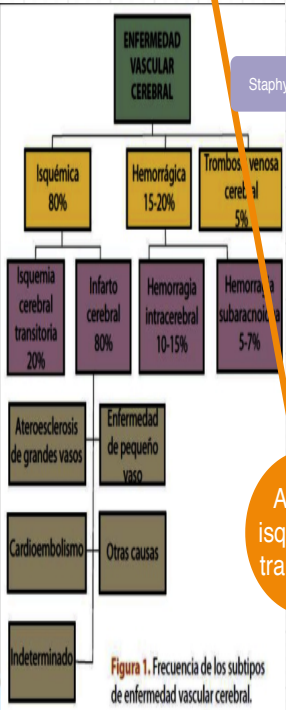 ENFERMEDAD
VASCULAR
CEREBRAL
Staphy
Isquémica
80%
Hemorrágica
15-20%
venosa
cerebral
5%
Isquemia
cerebral
transitoria
20%
Infarto
cerebral
80%
Hemorragia
intracerebral
10-15%
Hemorragia
subaracnoidea
5-7%
Ateroesclerosis
de grandes vasos
Enfermedad
de pequeño
vaso
Cardioembolismo
Otras causas
Indeterminado
Figura 1. Frecuencia de los subtipos
de enfermedad vascular cerebral.
A
isq
tra